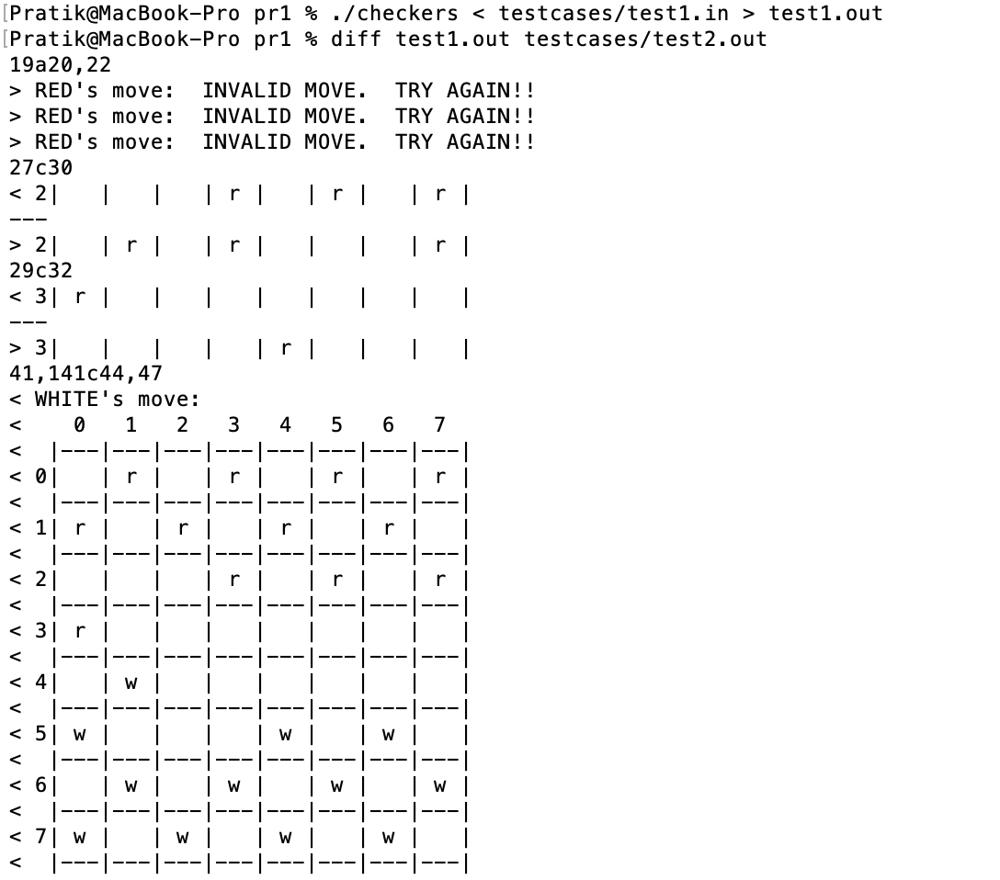 [Pratik@MacBook-Pro pr1 % ./checkers < testcases/test1.in > test1.out
[Pratik@MacBook-Pro pr1 % diff test1.out testcases/test2.out
19a20,22
> RED's move:  INVALID MOVE.  TRY AGAIN!!
> RED's move:  INVALID MOVE.  TRY AGAIN!!
> RED's move:  INVALID MOVE.  TRY AGAIN!!
27c30
< 2|   |   |   | r |   | r |   | r |
---
> 2|   | r |   | r |   |   |   | r |
29c32
< 3| r |   |   |   |   |   |   |   |
---
> 3|   |   |   |   | r |   |   |   |
41,141c44,47
< WHITE's move:
<    0   1   2   3   4   5   6   7
<  |---|---|---|---|---|---|---|---|
< 0|   | r |   | r |   | r |   | r |
<  |---|---|---|---|---|---|---|---|
< 1| r |   | r |   | r |   | r |   |
<  |---|---|---|---|---|---|---|---|
< 2|   |   |   | r |   | r |   | r |
<  |---|---|---|---|---|---|---|---|
< 3| r |   |   |   |   |   |   |   |
<  |---|---|---|---|---|---|---|---|
< 4|   | w |   |   |   |   |   |   |
<  |---|---|---|---|---|---|---|---|
< 5| w |   |   |   | w |   | w |   |
<  |---|---|---|---|---|---|---|---|
< 6|   | w |   | w |   | w |   | w |
<  |---|---|---|---|---|---|---|---|
< 7| w |   | w |   | w |   | w |   |
<  |---|---|---|---|---|---|---|---|